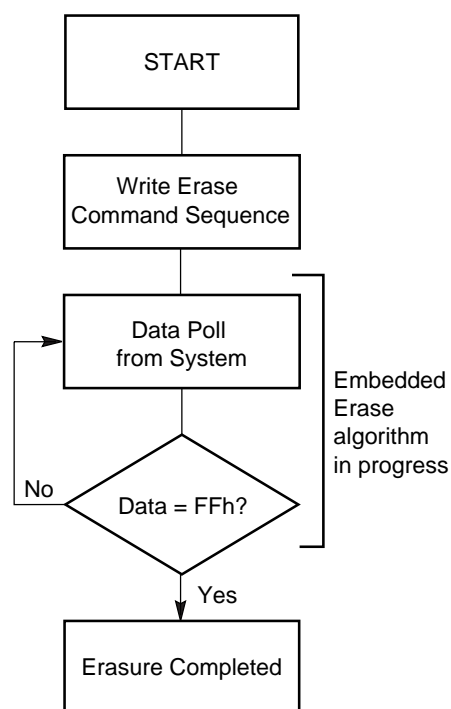 START
Write Erase
Command Sequence
Data Poll
from System
Embedded
Erase
algorithm
in progress
No
Data = FFh?
Yes
Erasure Completed